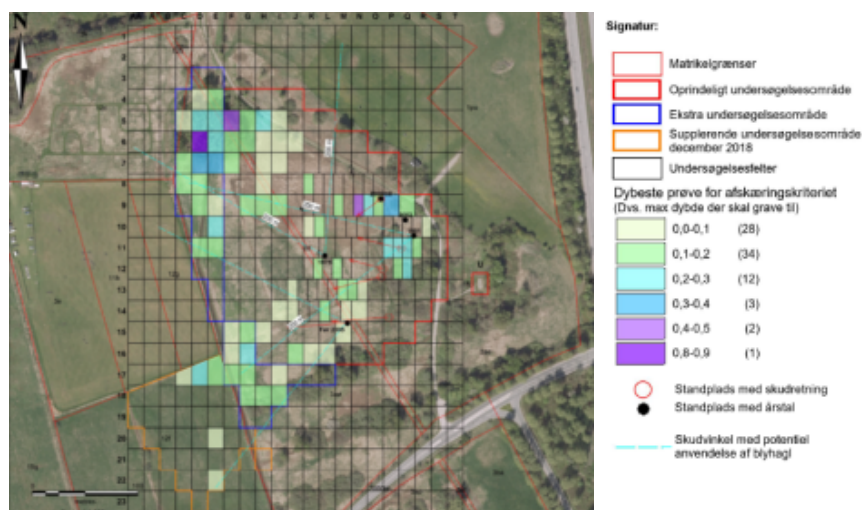 N
A B C D E F G H I J K L M N O P Q R S T
1
2
3
4
5
6
7
8
9
10
11
12
13
14
15
16
17
18
19
20
21
22
23
U
Signatur:
Matrikelgrænser
Oprindeligt undersøgelsesområde
Ekstra undersøgelsesområde
Supplerende undersøgelsesområde
december 2018
Undersøgelsesfelter
Dybeste prøve for afskæringskriteriet
(Dvs. max dybde der skal grave til)
0,0-0,1 (28)
0,1-0,2 (34)
0,2-0,3 (12)
0,3-0,4 (3)
0,4-0,5 (2)
0,8-0,9 (1)
Standplads med skudretning
Standplads med årstal
Skudvinkel med potentiel
anvendelse af blyhagl